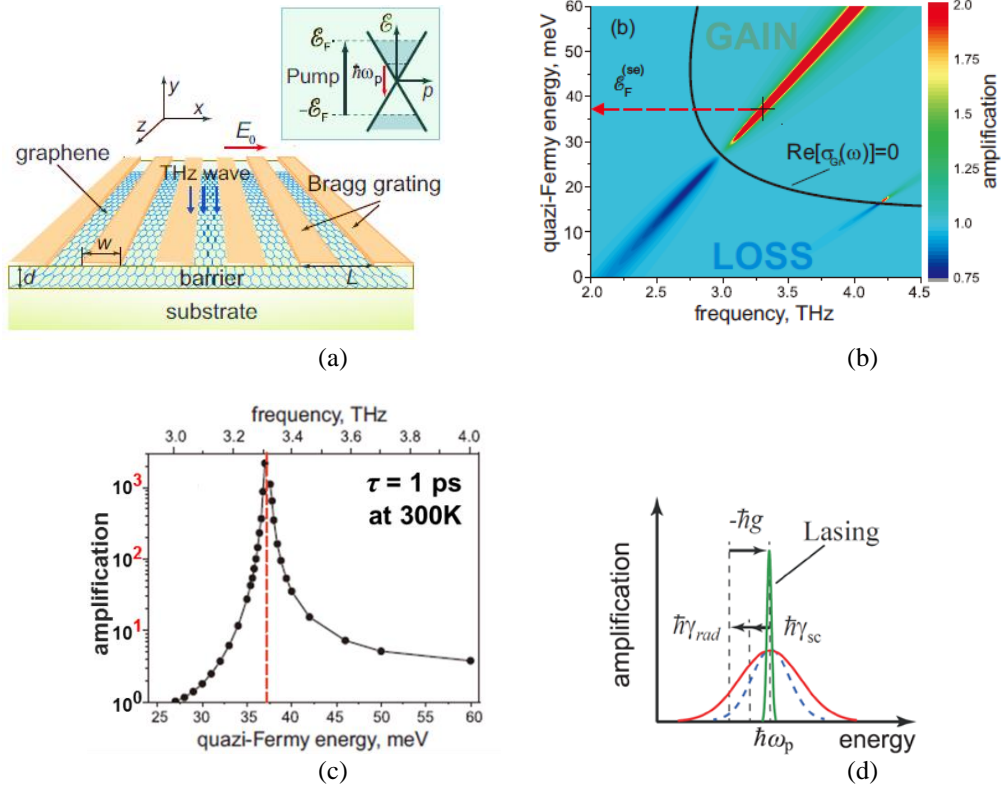 ℰ
ℰF
Pump
ħωp
p
-ℰF
y
x
z
E0
graphene
THz wave
Bragg grating
w
d
barrier
L
substrate
(a)
(b)
GAIN
ℰF(se)
Re[σGr(ω)]=0
LOSS
60
50
40
30
20
10
0
quazi-Fermy energy, meV
2.0
2.5
3.0
3.5
4.0
4.5
frequency, THz
2.0
1.8
1.6
1.4
1.2
1.0
0.75
amplification
(b)
frequency, THz
3.0
3.2
3.4
3.6
3.8
4.0
τ = 1 ps
at 300K
103
102
101
100
amplification
25
30
35
40
45
50
55
60
quazi-Fermy energy, meV
(c)
-ħg
Lasing
ħγrad
ħγsc
amplification
ħωp
energy
(d)